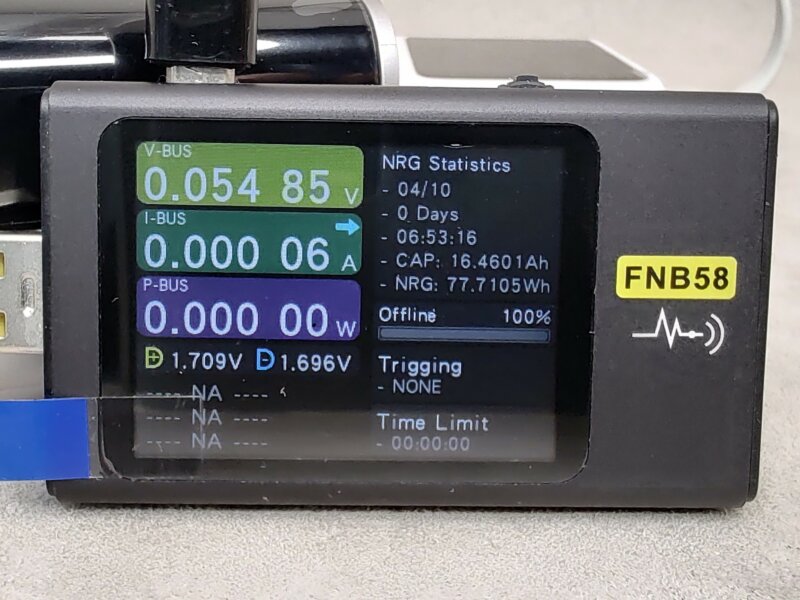 V-BUS
0.054 85 V
I-BUS
0.000 06 A
P-BUS
0.000 00 W
D+ 1.709V D- 1.696V
---- NA ----
---- NA ----
---- NA ----
NRG Statistics
- 04/10
- 0 Days
- 06:53:16
- CAP: 16.4601Ah
- NRG: 77.7105Wh
Offline 100%
Trigging
- NONE
Time Limit
- 00:00:00
FNB58